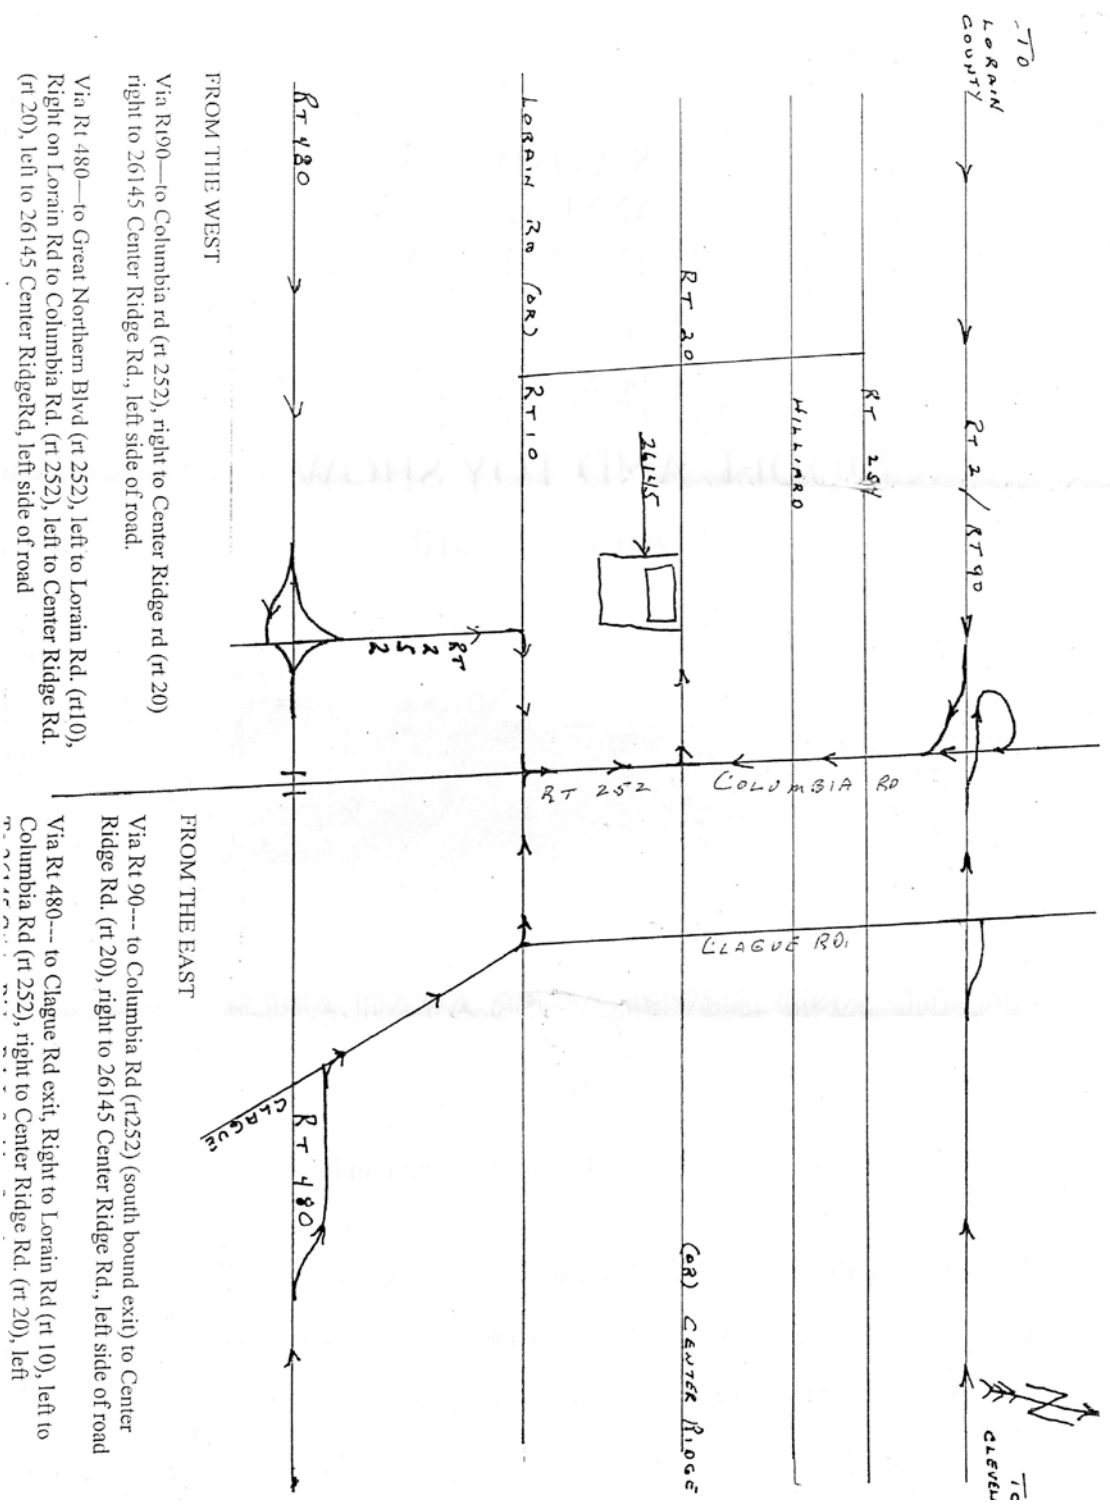 -TO
LORAIN
COUNTY
RT 2 / RT 90
CLEVEL
RT 254
HILLIARD
RT 20
(OR) CENTER RIDGE
26145
COLUMBIA RD
RT 252
CLAGUE RD.
LORAIN RD (OR) RT 10
RT
252
RT 480
RT 480
CLAGUE
FROM THE WEST
Via Rt90—to Columbia rd (rt 252), right to Center Ridge rd (rt 20)
right to 26145 Center Ridge Rd., left side of road.
Via Rt 480—to Great Northern Blvd (rt 252), left to Lorain Rd. (rt10),
Right on Lorain Rd to Columbia Rd. (rt 252), left to Center Ridge Rd.
(rt 20), left to 26145 Center RidgeRd, left side of road
FROM THE EAST
Via Rt 90--- to Columbia Rd (rt252) (south bound exit) to Center
Ridge Rd. (rt 20), right to 26145 Center Ridge Rd., left side of road
Via Rt 480--- to Clague Rd exit, Right to Lorain Rd (rt 10), left to
Columbia Rd (rt 252), right to Center Ridge Rd. (rt 20), left